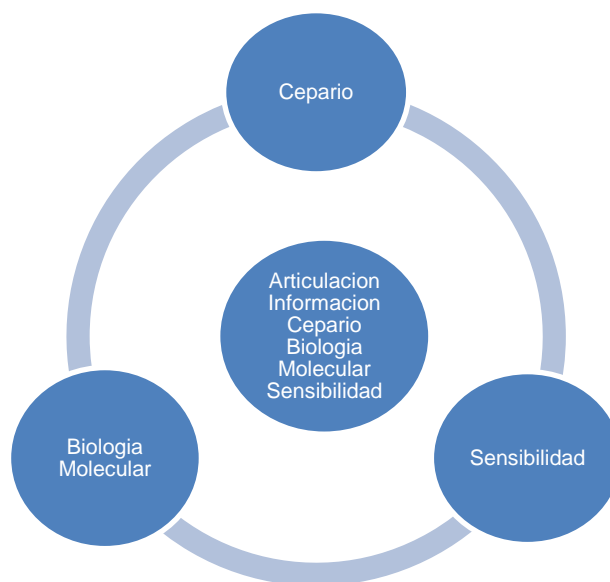 Cepario
Articulacion
Informacion
Cepario
Biologia
Molecular
Sensibilidad
Biologia
Molecular
Sensibilidad